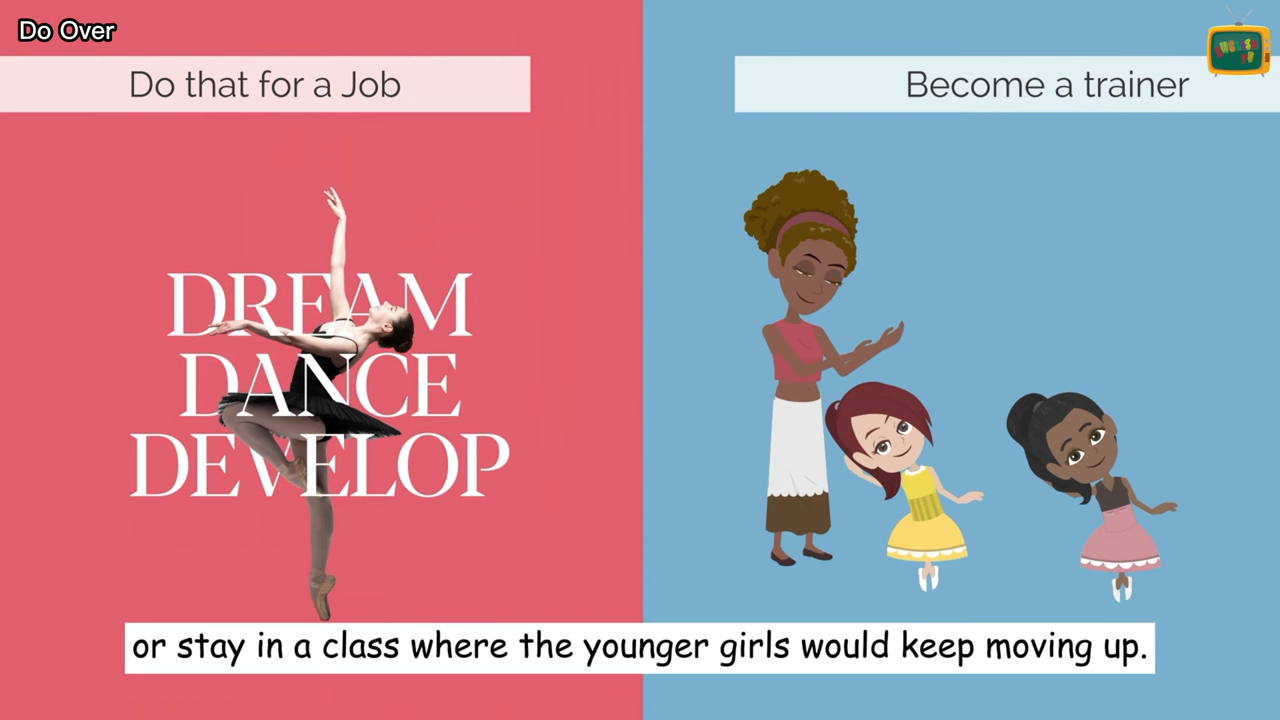 Do Over
Do that for a Job
Become a trainer
DREAM
DANCE
DEVELOP
or stay in a class where the younger girls would keep moving up.